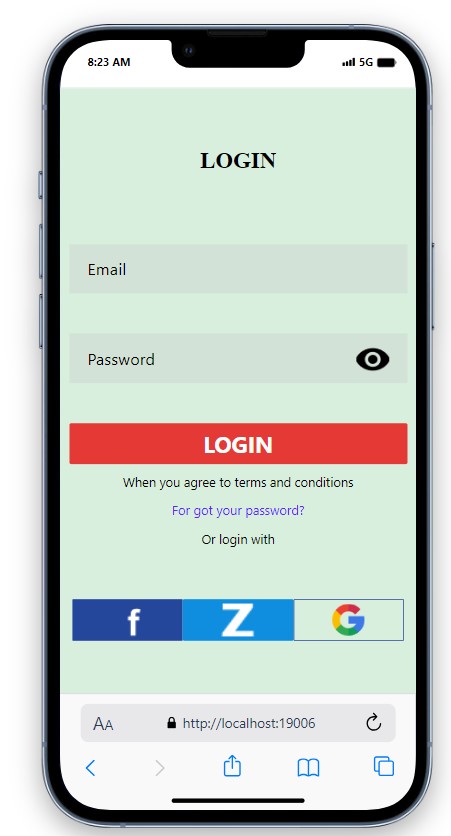 8:23 AM 5G
LOGIN
Email
Password
LOGIN
When you agree to terms and conditions
For got your password?
Or login with
f Z G
AA http://localhost:19006